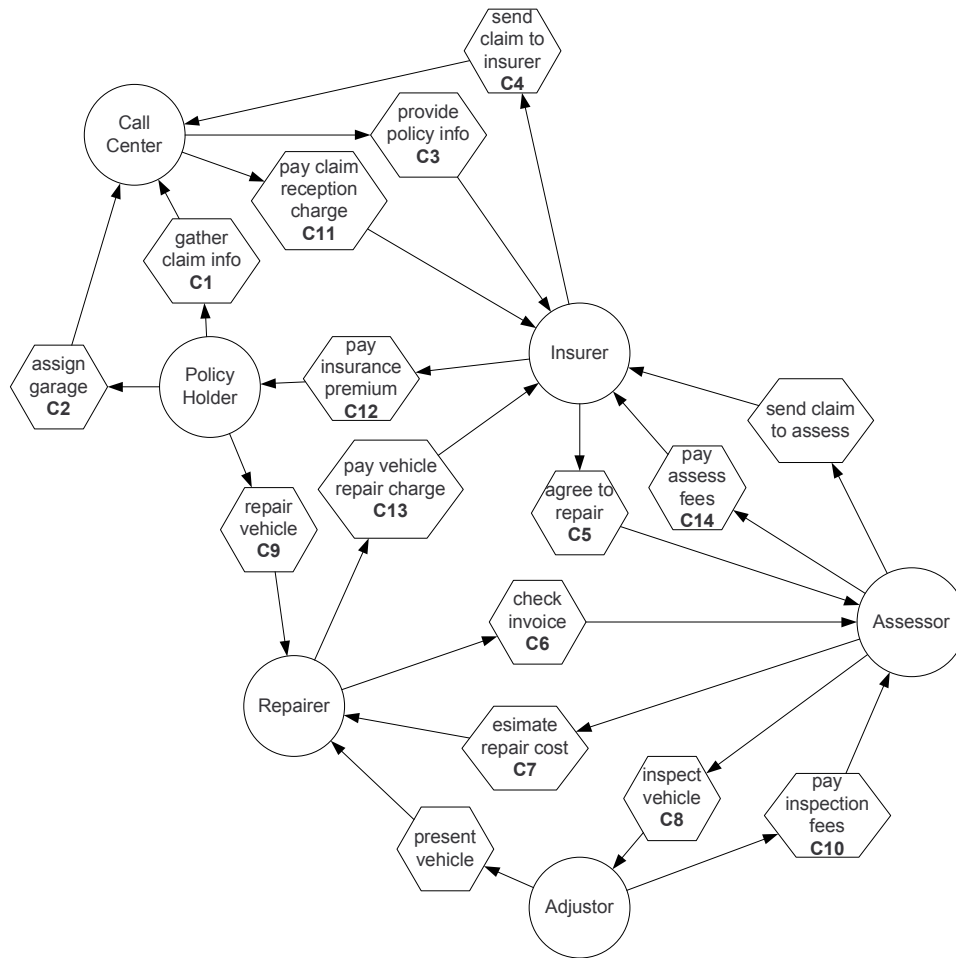 send
claim to
insurer
C4
Call
Center
provide
policy info
C3
pay claim
reception
charge
C11
gather
claim info
C1
assign
garage
C2
Policy
Holder
pay
insurance
premium
C12
Insurer
send claim
to assess
pay vehicle
repair charge
C13
agree to
repair
C5
pay
assess
fees
C14
repair
vehicle
C9
check
invoice
C6
Assessor
Repairer
esimate
repair cost
C7
inspect
vehicle
C8
pay
inspection
fees
C10
present
vehicle
Adjustor